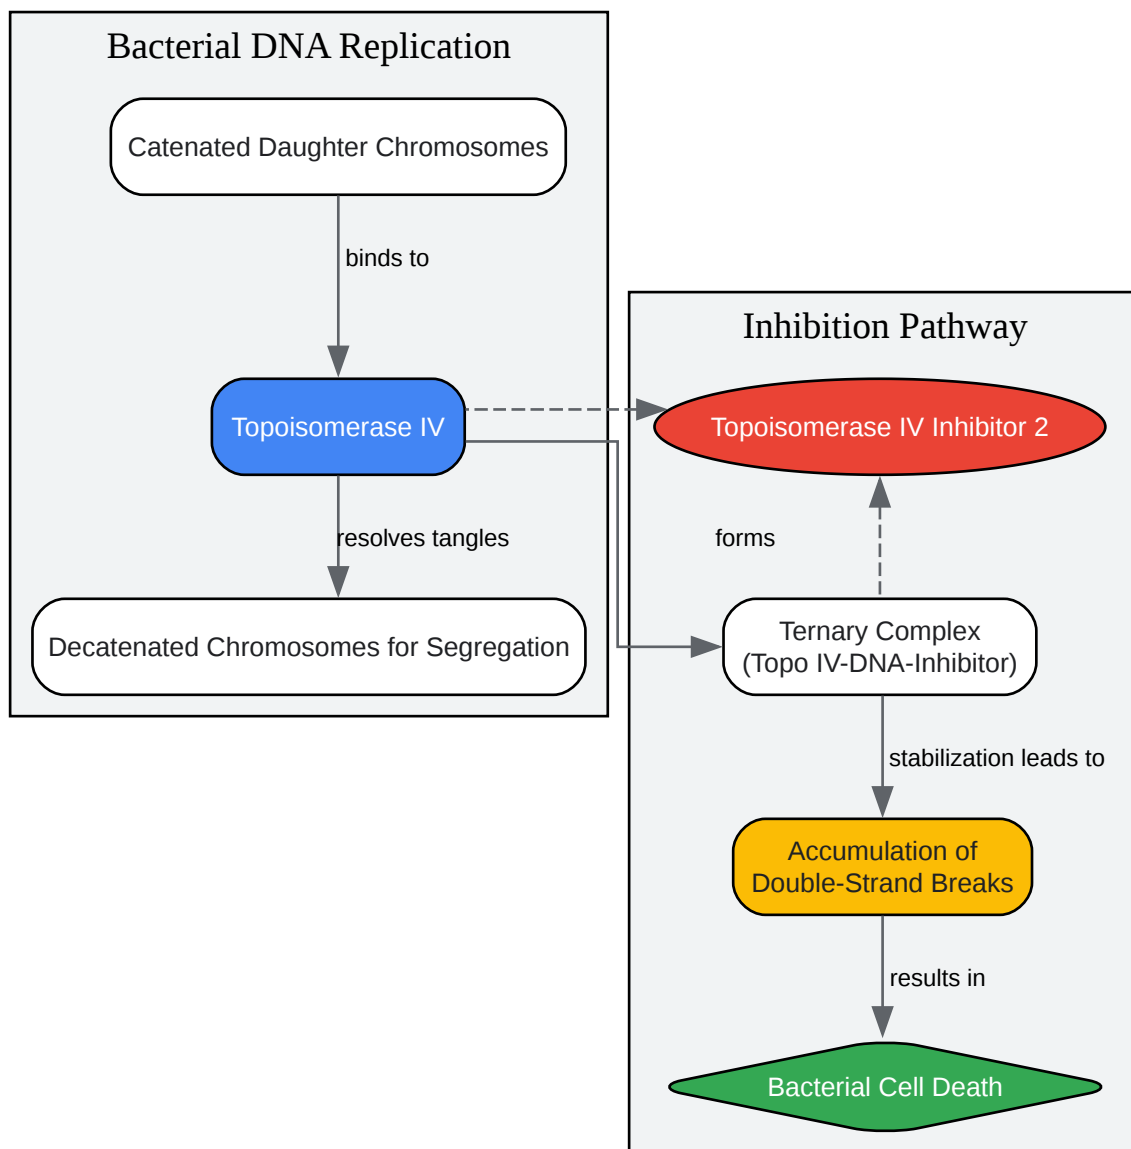 Bacterial DNA Replication
Catenated Daughter Chromosomes
binds to
Topoisomerase IV
resolves tangles
Decatenated Chromosomes for Segregation
Inhibition Pathway
Topoisomerase IV Inhibitor 2
forms
Ternary Complex
(Topo IV-DNA-Inhibitor)
stabilization leads to
Accumulation of
Double-Strand Breaks
results in
Bacterial Cell Death